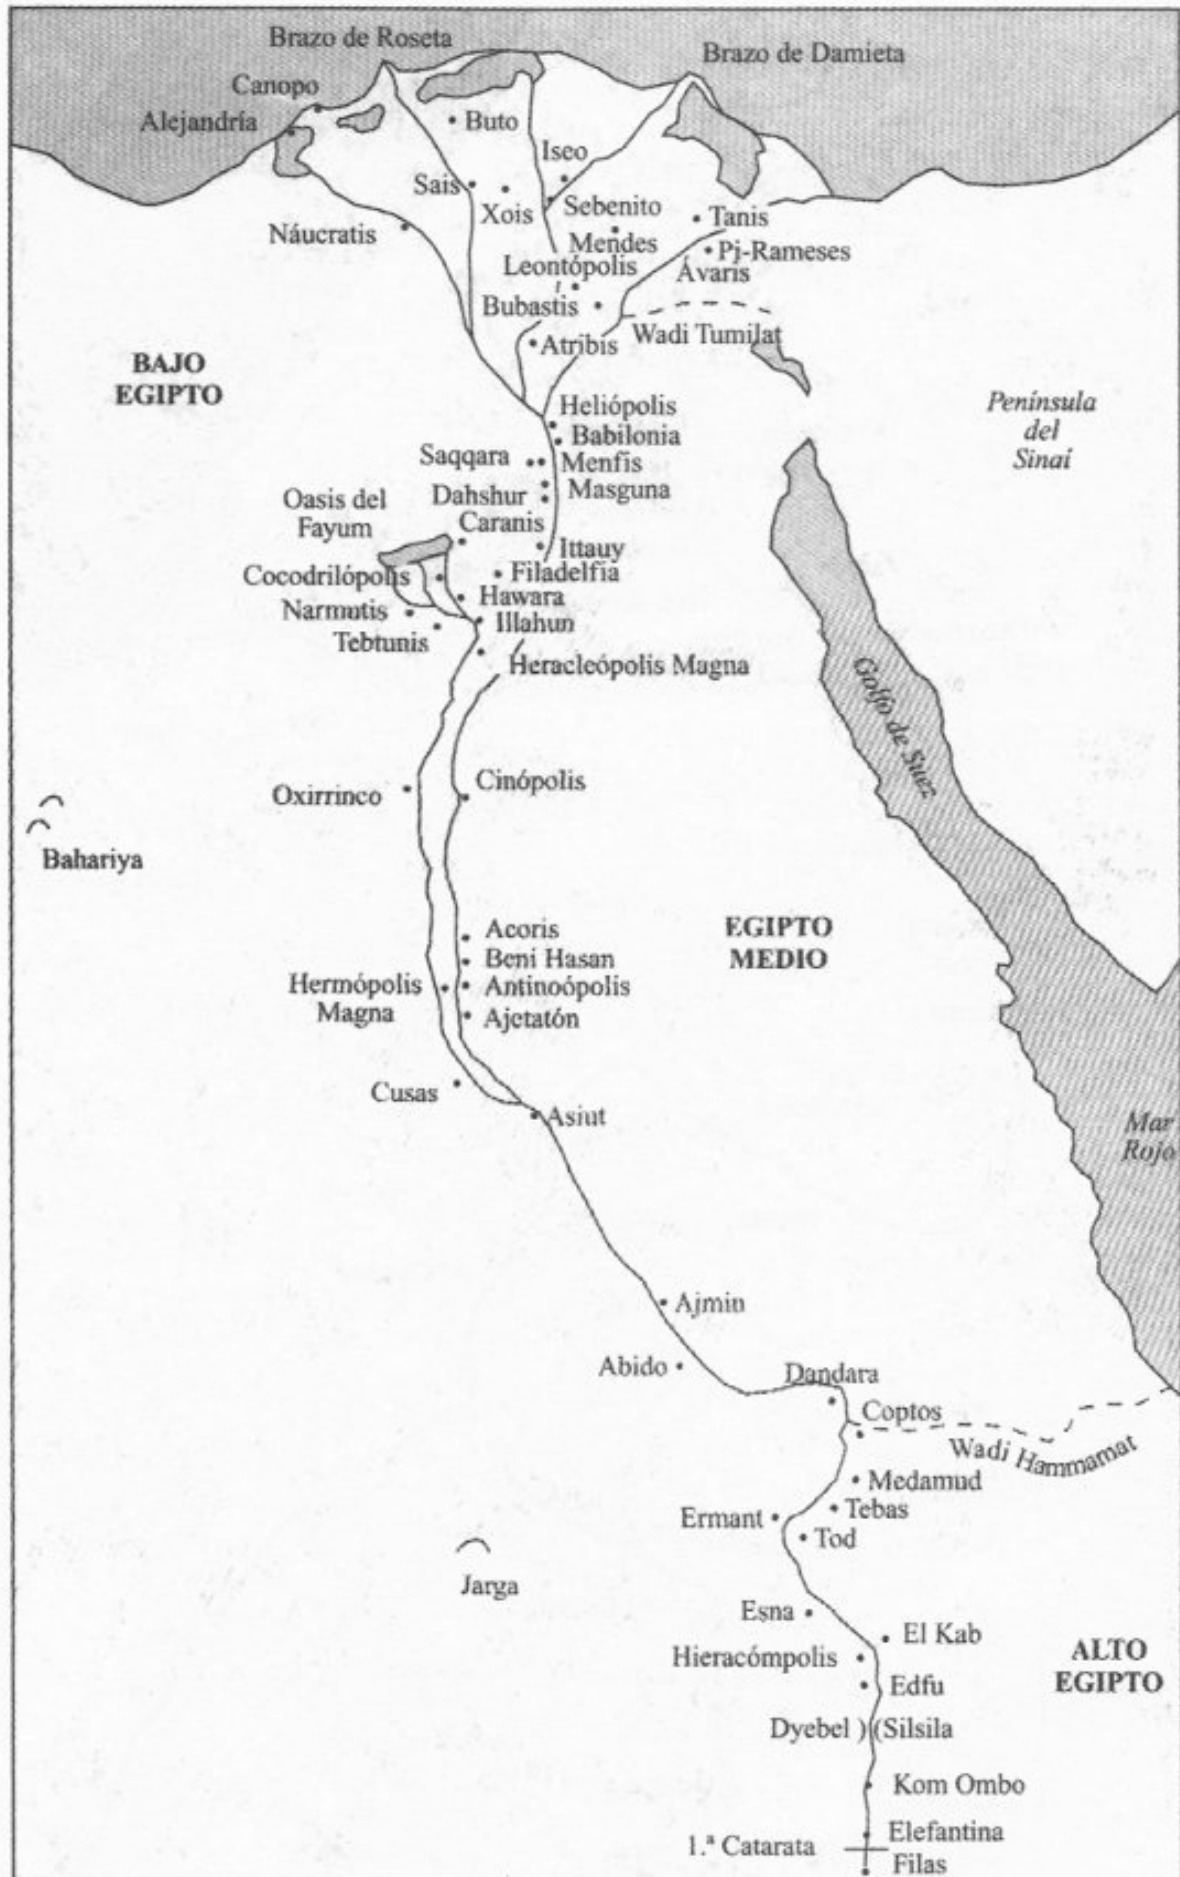 Brazo de Roseta
Brazo de Damieta
Canopo
Alejandría
Buto
Iseo
Sais
Xois
Sebenito
Tanis
Náucratis
Mendes
Pj-Rameses
Leontópolis
Ávaris
Bubastis
Wadi Tumilat
Atribis
BAJO
EGIPTO
Heliópolis
Península
del
Sinaí
Babilonia
Saqqara
Menfis
Dahshur
Masguna
Oasis del
Fayum
Caranis
Ittauy
Cocodrilópolis
Filadelfia
Hawara
Narmutis
Illahun
Tebtunis
Heracleópolis Magna
Golfo de Suez
Oxirrinco
Cinópolis
Bahariya
Acoris
EGIPTO
MEDIO
Beni Hasan
Hermópolis
Magna
Antinoópolis
Ajetatón
Cusas
Asiut
Mar
Rojo
Ajmin
Abido
Dandara
Coptos
Wadi Hammamat
Medamud
Ermant
Tebas
Tod
Jarga
Esna
El Kab
Hieracómpolis
ALTO
EGIPTO
Edfu
Dyebel ) (Silsila
Kom Ombo
Elefantina
1.ª Catarata
Filas